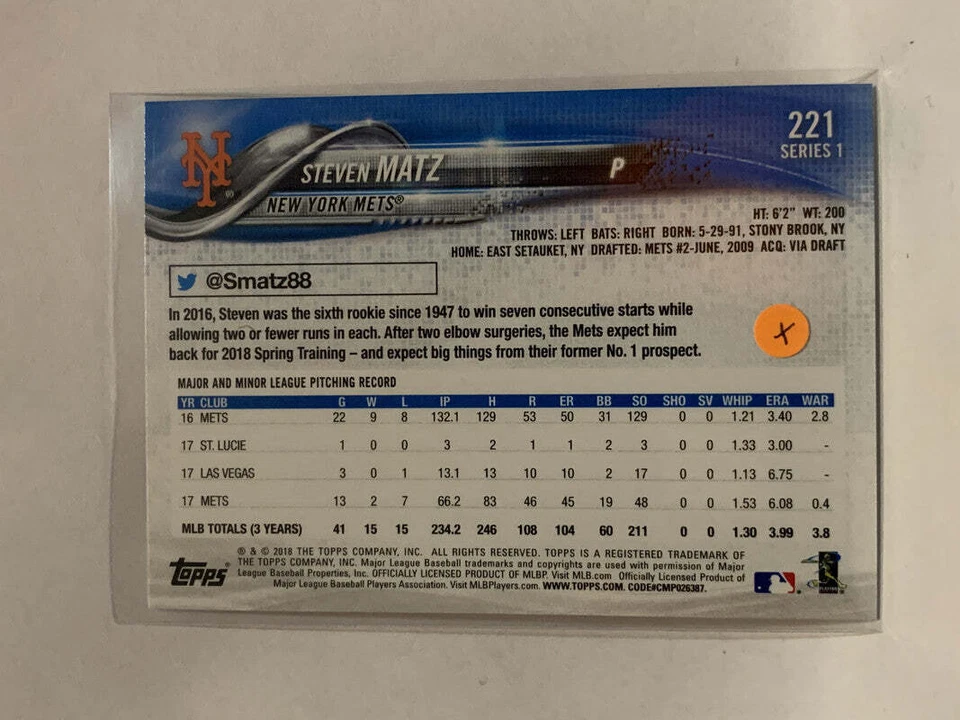 221
SERIES 1
NY
STEVEN MATZ P
NEW YORK METS®
HT: 6'2" WT: 200
THROWS: LEFT BATS: RIGHT BORN: 5-29-91, STONY BROOK, NY
HOME: EAST SETAUKET, NY DRAFTED: METS #2-JUNE, 2009 ACQ: VIA DRAFT
@Smatz88
In 2016, Steven was the sixth rookie since 1947 to win seven consecutive starts while
allowing two or fewer runs in each. After two elbow surgeries, the Mets expect him
back for 2018 Spring Training – and expect big things from their former No. 1 prospect.
X
MAJOR AND MINOR LEAGUE PITCHING RECORD
YR CLUB G W L IP H R ER BB SO SHO SV WHIP ERA WAR
16 METS 22 9 8 132.1 129 53 50 31 129 0 0 1.21 3.40 2.8
17 ST. LUCIE 1 0 0 3 2 1 1 2 3 0 0 1.33 3.00 -
17 LAS VEGAS 3 0 1 13.1 13 10 10 2 17 0 0 1.13 6.75 -
17 METS 13 2 7 66.2 83 46 45 19 48 0 0 1.53 6.08 0.4
MLB TOTALS (3 YEARS) 41 15 15 234.2 246 108 104 60 211 0 0 1.30 3.99 3.8
® & © 2018 THE TOPPS COMPANY, INC. ALL RIGHTS RESERVED. TOPPS IS A REGISTERED TRADEMARK OF
THE TOPPS COMPANY, INC. Major League Baseball trademarks and copyrights are used with permission of Major
League Baseball Properties, Inc. OFFICIALLY LICENSED PRODUCT OF MLBP. Visit MLB.com Officially Licensed Product of
Major League Baseball Players Association. Visit MLBPlayers.com. WWW.TOPPS.COM. CODE#CMP026387.
Topps